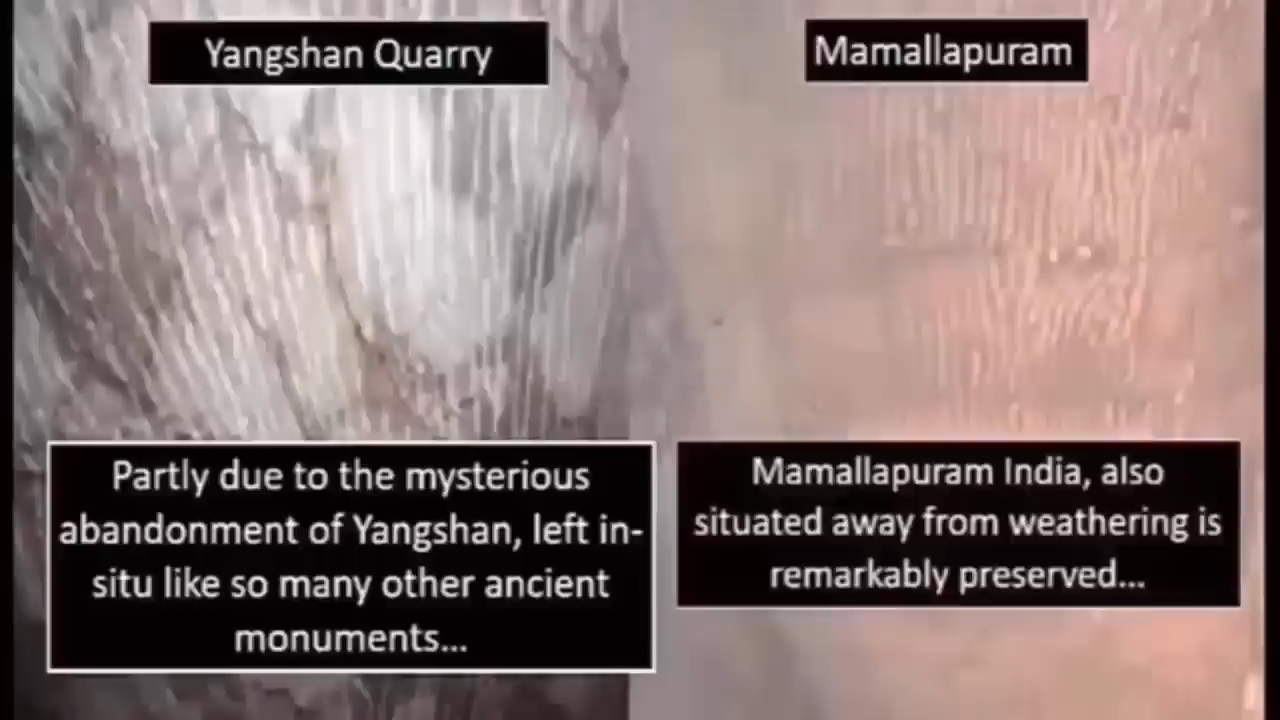 Yangshan Quarry
Mamallapuram
Partly due to the mysterious
abandonment of Yangshan, left in-
situ like so many other ancient
monuments...
Mamallapuram India, also
situated away from weathering is
remarkably preserved...